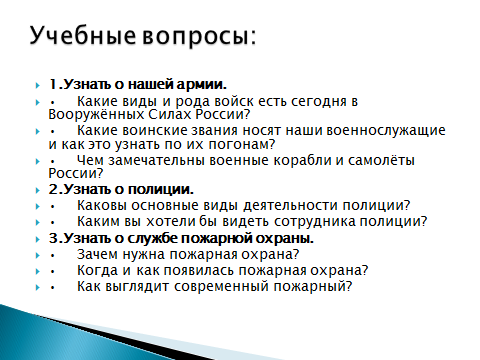 Учебные вопросы:
1.Узнать о нашей армии.
• Какие виды и рода войск есть сегодня в
Вооружённых Силах России?
• Какие воинские звания носят наши военнослужащие
и как это узнать по их погонам?
• Чем замечательны военные корабли и самолёты
России?
2.Узнать о полиции.
• Каковы основные виды деятельности полиции?
• Каким вы хотели бы видеть сотрудника полиции?
3.Узнать о службе пожарной охраны.
• Зачем нужна пожарная охрана?
• Когда и как появилась пожарная охрана?
• Как выглядит современный пожарный?